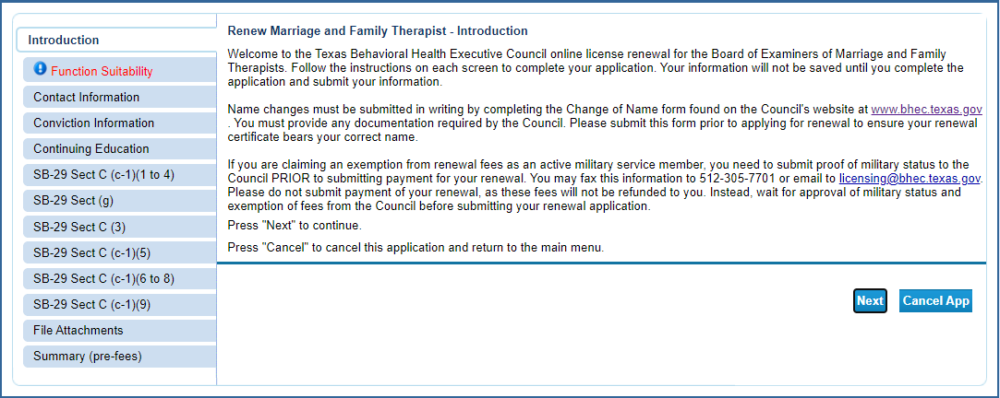 Introduction
Function Suitability
Contact Information
Conviction Information
Continuing Education
SB-29 Sect C (c-1)(1 to 4)
SB-29 Sect (g)
SB-29 Sect C (3)
SB-29 Sect C (c-1)(5)
SB-29 Sect C (c-1)(6 to 8)
SB-29 Sect C (c-1)(9)
File Attachments
Summary (pre-fees)
Renew Marriage and Family Therapist - Introduction
Welcome to the Texas Behavioral Health Executive Council online license renewal for the Board of Examiners of Marriage and Family
Therapists. Follow the instructions on each screen to complete your application. Your information will not be saved until you complete the
application and submit your information.
Name changes must be submitted in writing by completing the Change of Name form found on the Council's website at www.bhec.texas.gov
. You must provide any documentation required by the Council. Please submit this form prior to applying for renewal to ensure your renewal
certificate bears your correct name.
If you are claiming an exemption from renewal fees as an active military service member, you need to submit proof of military status to the
Council PRIOR to submitting payment for your renewal. You may fax this information to 512-305-7701 or email to licensing@bhec.texas.gov.
Please do not submit payment of your renewal, as these fees will not be refunded to you. Instead, wait for approval of military status and
exemption of fees from the Council before submitting your renewal application.
Press "Next" to continue.
Press "Cancel" to cancel this application and return to the main menu.
Next
Cancel App